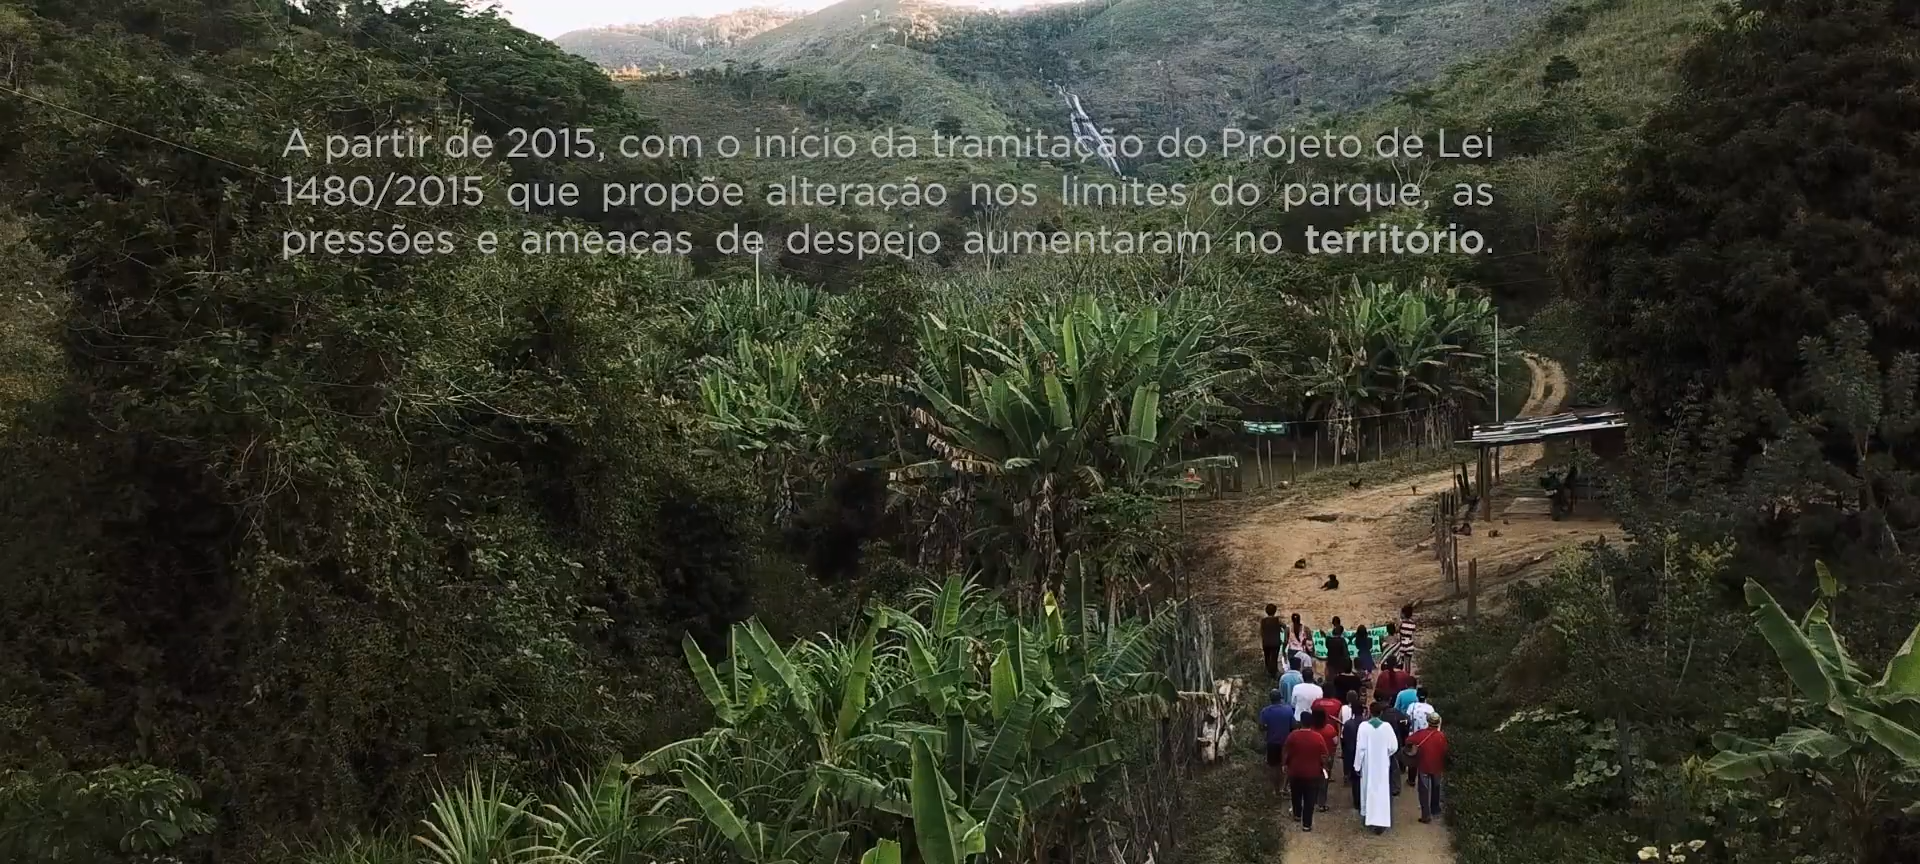 A partir de 2015, com o início da tramitação do Projeto de Lei
1480/2015 que propõe alteração nos limites do parque, as
pressões e ameaças de despejo aumentaram no território.